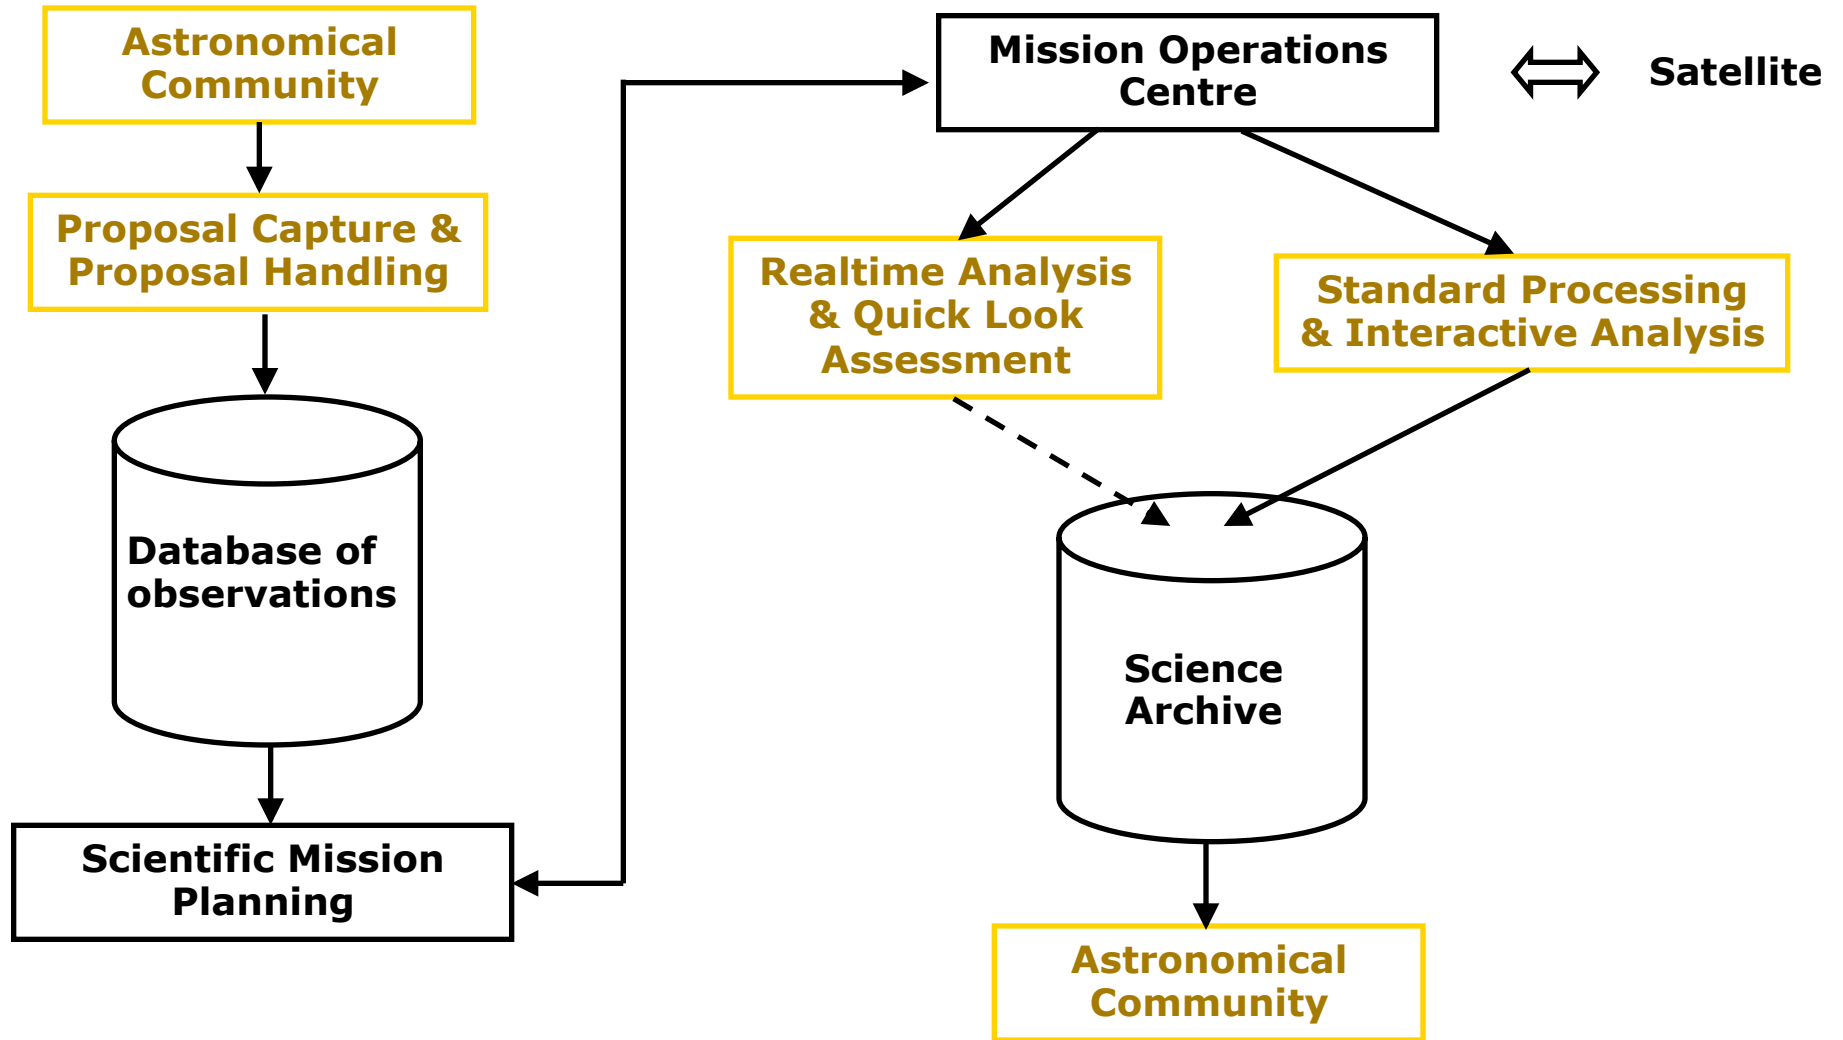 Astronomical
Community
Proposal Capture &
Proposal Handling
Database of
observations
Scientific Mission
Planning
Mission Operations
Centre
Satellite
Realtime Analysis
& Quick Look
Assessment
Standard Processing
& Interactive Analysis
Science
Archive
Astronomical
Community